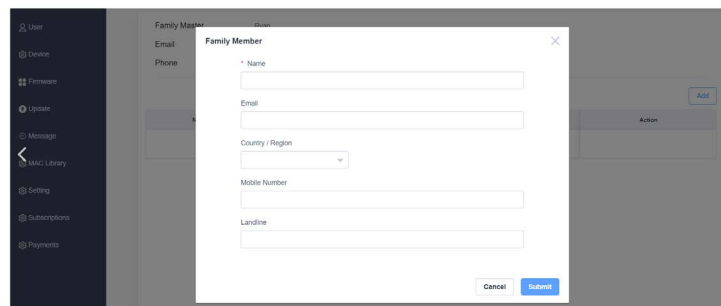 User
Device
Firmware
Update
Message
MAC Library
Setting
Subscriptions
Payments
Family Master
Ryan
Email
Phone
Add
Action
Family Member
* Name
Email
Country / Region
Mobile Number
Landline
Cancel
Submit